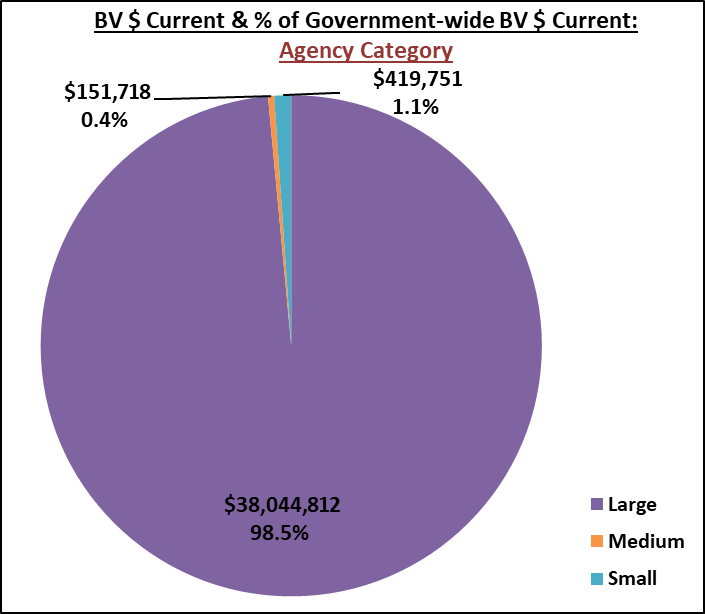 BV $ Current & % of Government-wide BV $ Current:
Agency Category
$151,718
0.4%
$419,751
1.1%
$38,044,812
98.5%
Large
Medium
Small